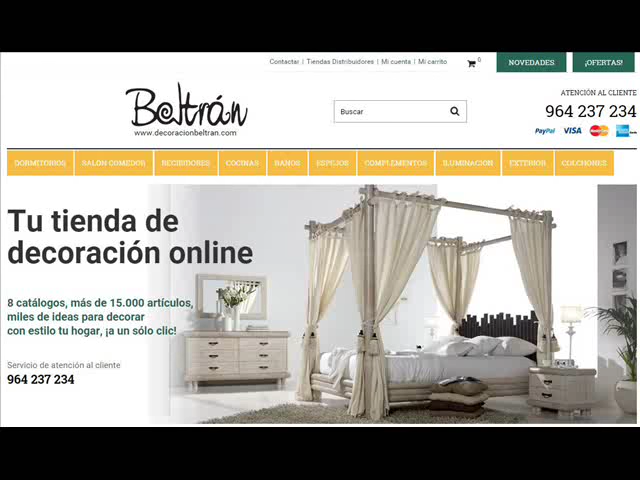 Contactar | Tiendas Distribuidores | Mi cuenta | Mi carrito
0
NOVEDADES
¡OFERTAS!
Beltrán
www.decoracionbeltran.com
Buscar
ATENCIÓN AL CLIENTE
964 237 234
PayPal VISA MasterCard
DORMITORIOS
SALON COMEDOR
RECIBIDORES
COCINAS
BAÑOS
ESPEJOS
COMPLEMENTOS
ILUMINACION
EXTERIOR
COLCHONES
Tu tienda de
decoración online
8 catálogos, más de 15.000 artículos,
miles de ideas para decorar
con estilo tu hogar, ¡a un sólo clic!
Servicio de atención al cliente
964 237 234